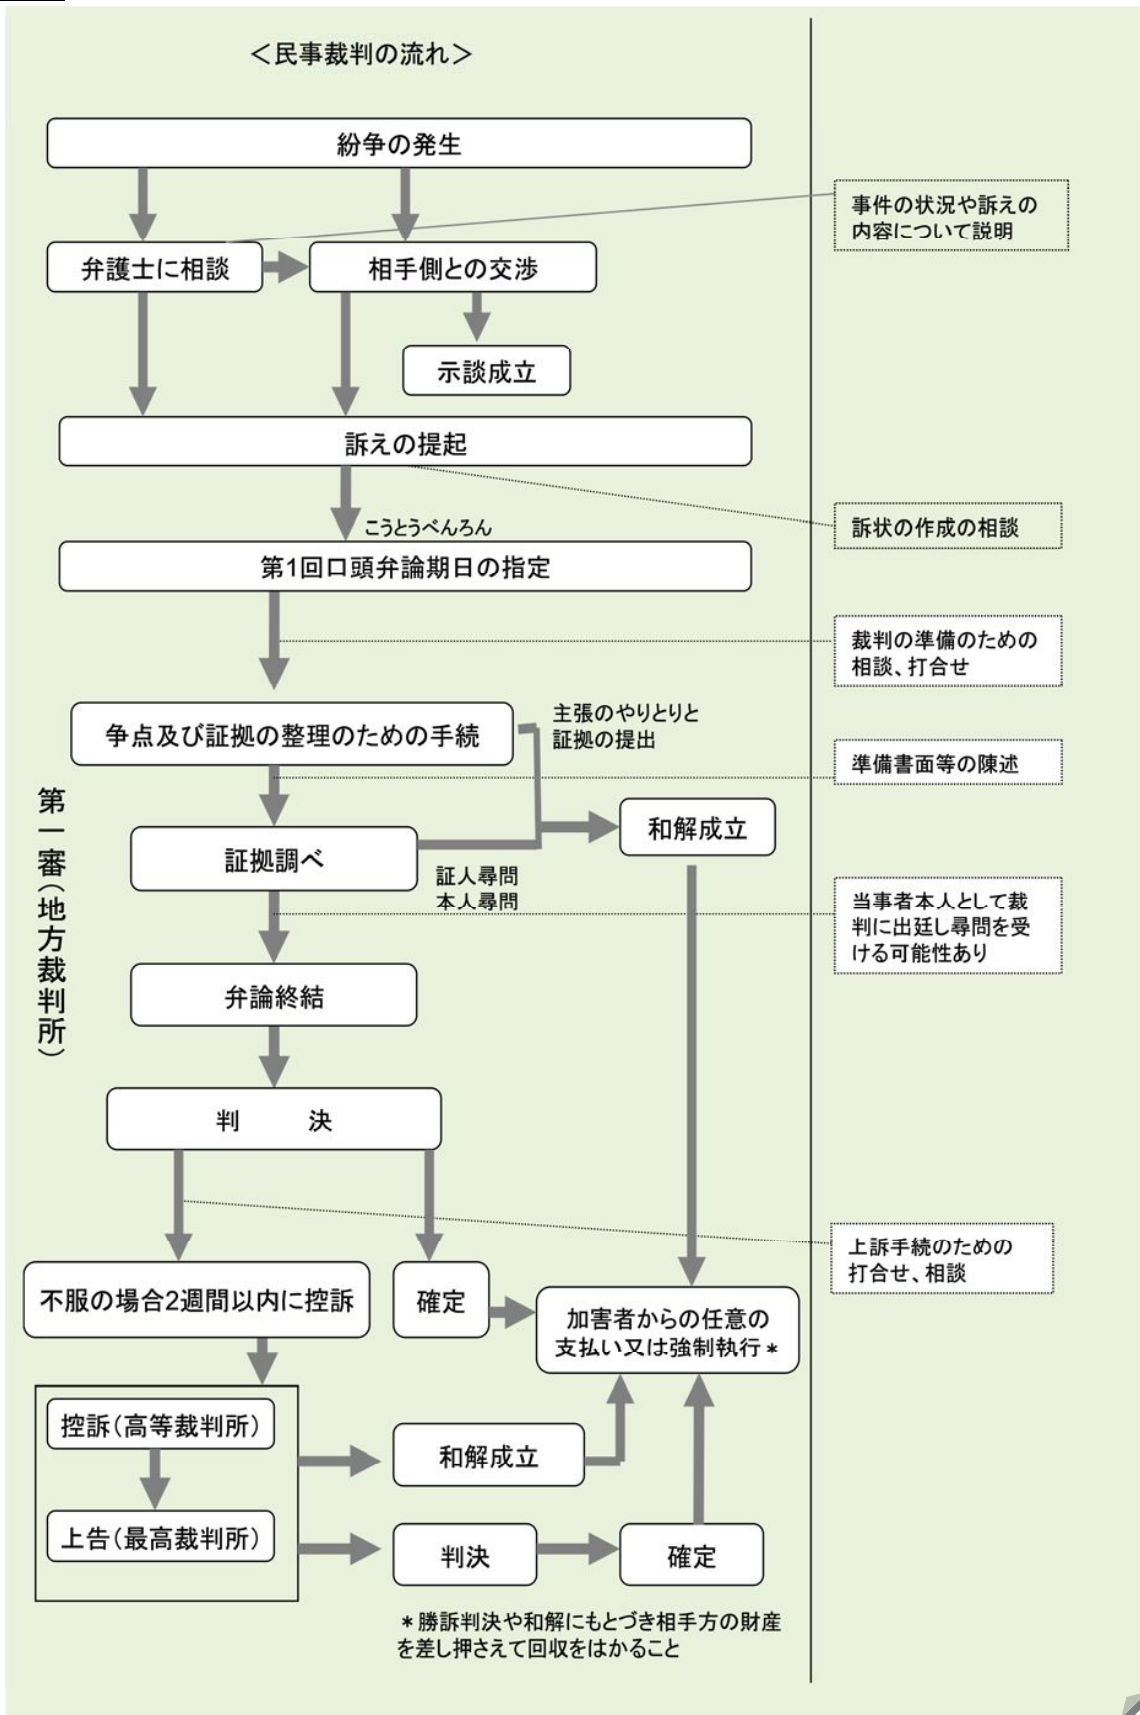 ＜民事裁判の流れ＞
紛争の発生
事件の状況や訴えの
内容について説明
弁護士に相談
相手側との交渉
示談成立
訴えの提起
訴状の作成の相談
こうとうべんろん
第1回口頭弁論期日の指定
裁判の準備のための
相談、打合せ
争点及び証拠の整理のための手続
主張のやりとりと
証拠の提出
準備書面等の陳述
第一審（地方裁判所）
和解成立
証拠調べ
証人尋問
本人尋問
当事者本人として裁
判に出廷し尋問を受
ける可能性あり
弁論終結
判　　決
上訴手続のための
打合せ、相談
不服の場合2週間以内に控訴
確定
加害者からの任意の
支払い又は強制執行＊
控訴（高等裁判所）
和解成立
上告（最高裁判所）
判決
確定
＊勝訴判決や和解にもとづき相手方の財産
を差し押さえて回収をはかること